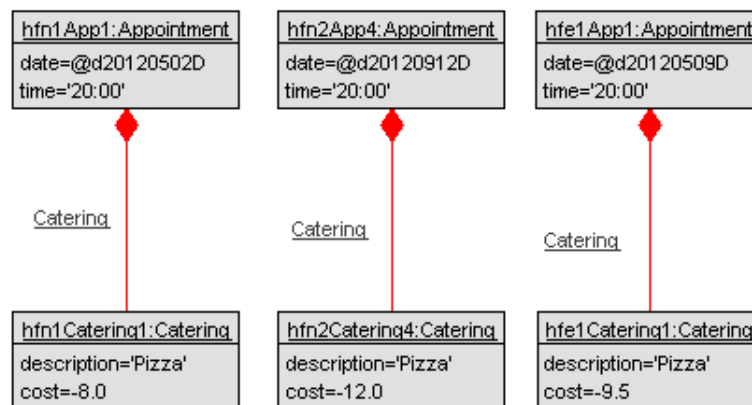 hfn1App1:Appointment
date=@d20120502D
time='20:00'
hfn2App4:Appointment
date=@d20120912D
time='20:00'
hfe1App1:Appointment
date=@d20120509D
time='20:00'
Catering
Catering
Catering
hfn1Catering1:Catering
description='Pizza'
cost=-8.0
hfn2Catering4:Catering
description='Pizza'
cost=-12.0
hfe1Catering1:Catering
description='Pizza'
cost=-9.5